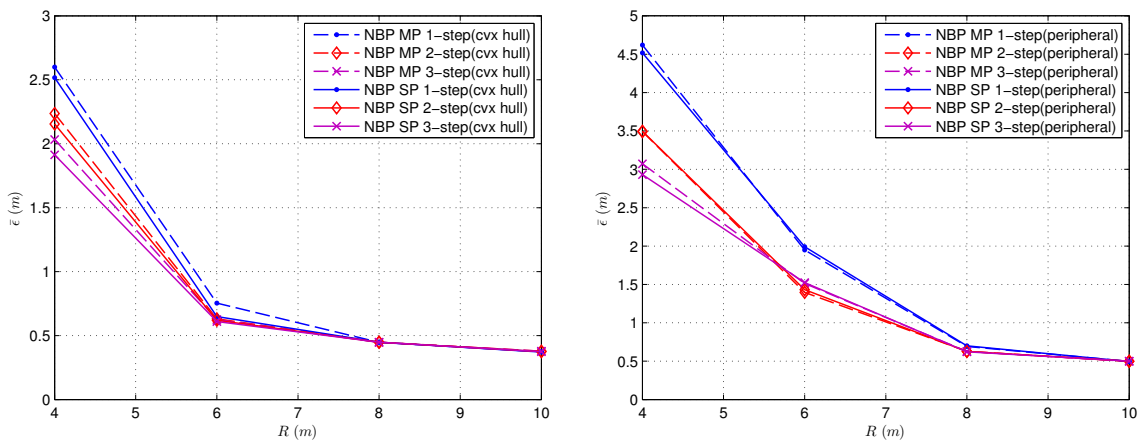 3
2.5
2
1.5
1
0.5
0
ε̄ (m)
4 5 6 7 8 9 10
R (m)
NBP MP 1−step(cvx hull)
NBP MP 2−step(cvx hull)
NBP MP 3−step(cvx hull)
NBP SP 1−step(cvx hull)
NBP SP 2−step(cvx hull)
NBP SP 3−step(cvx hull)
5
4.5
4
3.5
3
2.5
2
1.5
1
0.5
0
ε̄ (m)
4 5 6 7 8 9 10
R (m)
NBP MP 1−step(peripheral)
NBP MP 2−step(peripheral)
NBP MP 3−step(peripheral)
NBP SP 1−step(peripheral)
NBP SP 2−step(peripheral)
NBP SP 3−step(peripheral)